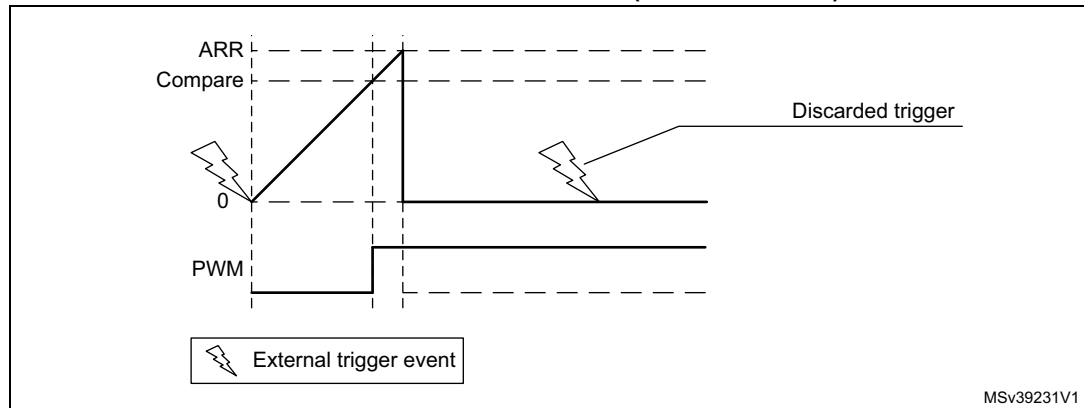 ARR
Compare
Discarded trigger
0
PWM
External trigger event
MSv39231V1